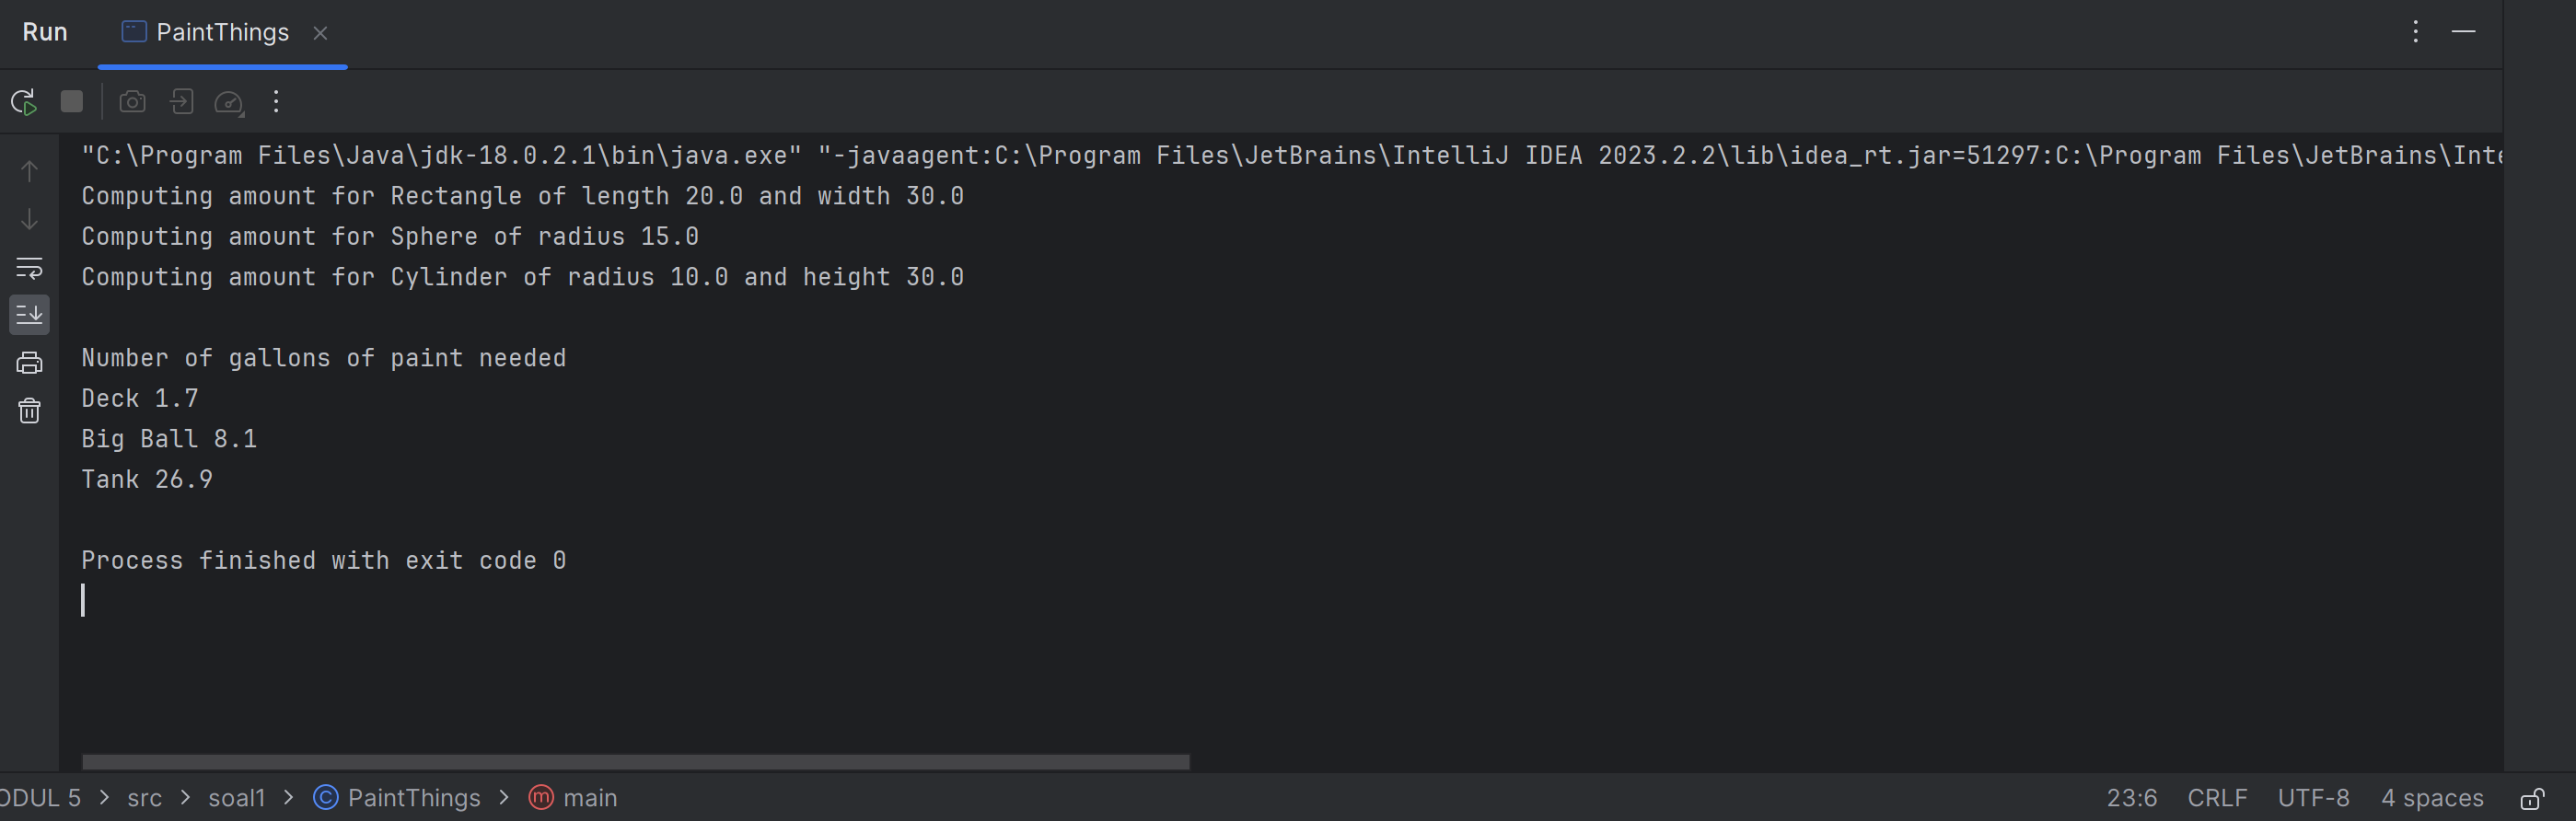 Run PaintThings
"C:\Program Files\Java\jdk-18.0.2.1\bin\java.exe" "-javaagent:C:\Program Files\JetBrains\IntelliJ IDEA 2023.2.2\lib\idea_rt.jar=51297:C:\Program Files\JetBrains\Inte
Computing amount for Rectangle of length 20.0 and width 30.0
Computing amount for Sphere of radius 15.0
Computing amount for Cylinder of radius 10.0 and height 30.0
Number of gallons of paint needed
Deck 1.7
Big Ball 8.1
Tank 26.9
Process finished with exit code 0
ODUL 5 > src > soal1 > C PaintThings > m main 23:6 CRLF UTF-8 4 spaces